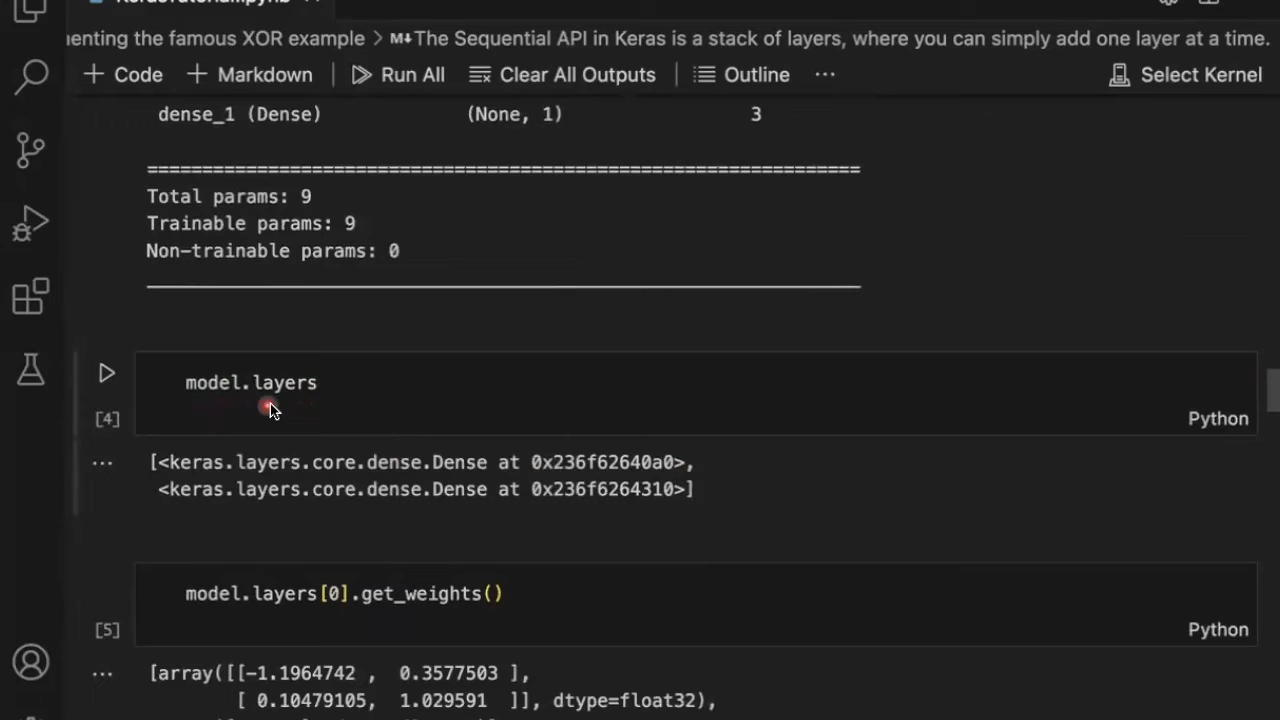 enting the famous XOR example > M↓The Sequential API in Keras is a stack of layers, where you can simply add one layer at a time.
+ Code + Markdown Run All Clear All Outputs Outline ... Select Kernel
dense_1 (Dense) (None, 1) 3
=================================================================
Total params: 9
Trainable params: 9
Non-trainable params: 0
_________________________________________________________________
model.layers
[4] Python
... [<keras.layers.core.dense.Dense at 0x236f62640a0>,
<keras.layers.core.dense.Dense at 0x236f6264310>]
model.layers[0].get_weights()
[5] Python
... [array([[-1.1964742 , 0.3577503 ],
[ 0.10479105, 1.029591 ]], dtype=float32),